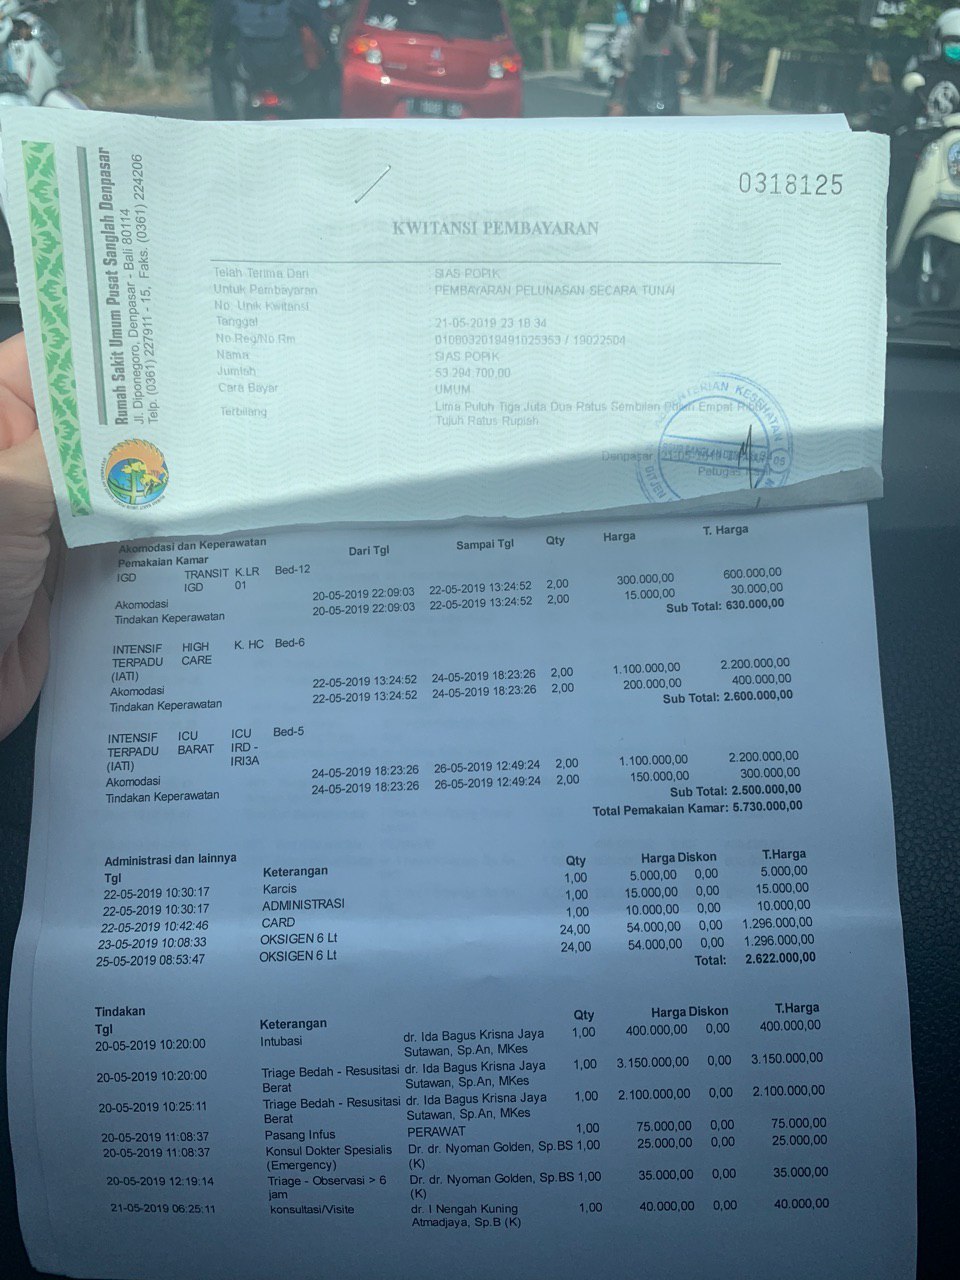 Rumah Sakit Umum Pusat Sanglah Denpasar
Jl. Diponegoro, Denpasar - Bali 80114
Telp. (0361) 227911 - 15, Faks. (0361) 224206
0318125
KWITANSI PEMBAYARAN
Telah Terima Dari : SIAS POPIK
Untuk Pembayaran : PEMBAYARAN PELUNASAN SECARA TUNAI
No. Unik Kwitansi
Tanggal : 21-05-2019 23 18 34
No.Reg/No Rm : 0108032019491025353 / 19022504
Nama : SIAS POPIK
Jumlah : 53.294.700,00
Cara Bayar : UMUM
Terbilang : Lima Puluh Tiga Juta Dua Ratus Sembilan Puluh Empat Ribu
Tujuh Ratus Rupiah
Denpasar
Petugas
Akomodasi dan Keperawatan
Pemakaian Kamar Dari Tgl Sampai Tgl Qty Harga T. Harga
IGD TRANSIT K.LR Bed-12
IGD 01
Akomodasi 20-05-2019 22:09:03 22-05-2019 13:24:52 2,00 300.000,00 600.000,00
Tindakan Keperawatan 20-05-2019 22:09:03 22-05-2019 13:24:52 2,00 15.000,00 30.000,00
Sub Total: 630.000,00
INTENSIF HIGH K. HC Bed-6
TERPADU CARE
(IATI)
Akomodasi 22-05-2019 13:24:52 24-05-2019 18:23:26 2,00 1.100.000,00 2.200.000,00
Tindakan Keperawatan 22-05-2019 13:24:52 24-05-2019 18:23:26 2,00 200.000,00 400.000,00
Sub Total: 2.600.000,00
INTENSIF ICU ICU Bed-5
TERPADU BARAT IRD -
(IATI) IRI3A
Akomodasi 24-05-2019 18:23:26 26-05-2019 12:49:24 2,00 1.100.000,00 2.200.000,00
Tindakan Keperawatan 24-05-2019 18:23:26 26-05-2019 12:49:24 2,00 150.000,00 300.000,00
Sub Total: 2.500.000,00
Total Pemakaian Kamar: 5.730.000,00
Administrasi dan lainnya
Tgl Keterangan Qty Harga Diskon T.Harga
22-05-2019 10:30:17 Karcis 1,00 5.000,00 0,00 5.000,00
22-05-2019 10:30:17 ADMINISTRASI 1,00 15.000,00 0,00 15.000,00
22-05-2019 10:42:46 CARD 1,00 10.000,00 0,00 10.000,00
23-05-2019 10:08:33 OKSIGEN 6 Lt 24,00 54.000,00 0,00 1.296.000,00
25-05-2019 08:53:47 OKSIGEN 6 Lt 24,00 54.000,00 0,00 1.296.000,00
Total: 2.622.000,00
Tindakan
Tgl Keterangan Qty Harga Diskon T.Harga
20-05-2019 10:20:00 Intubasi dr. Ida Bagus Krisna Jaya 1,00 400.000,00 0,00 400.000,00
Sutawan, Sp.An, MKes
20-05-2019 10:20:00 Triage Bedah - Resusitasi dr. Ida Bagus Krisna Jaya 1,00 3.150.000,00 0,00 3.150.000,00
Berat Sutawan, Sp.An, MKes
20-05-2019 10:25:11 Triage Bedah - Resusitasi dr. Ida Bagus Krisna Jaya 1,00 2.100.000,00 0,00 2.100.000,00
Berat Sutawan, Sp.An, MKes
20-05-2019 11:08:37 Pasang Infus PERAWAT 1,00 75.000,00 0,00 75.000,00
20-05-2019 11:08:37 Konsul Dokter Spesialis Dr. dr. Nyoman Golden, Sp.BS 1,00 25.000,00 0,00 25.000,00
(Emergency) (K)
20-05-2019 12:19:14 Triage - Observasi > 6 Dr. dr. Nyoman Golden, Sp.BS 1,00 35.000,00 0,00 35.000,00
jam (K)
21-05-2019 06:25:11 konsultasi/Visite dr. I Nengah Kuning 1,00 40.000,00 0,00 40.000,00
Atmadjaya, Sp.B (K)